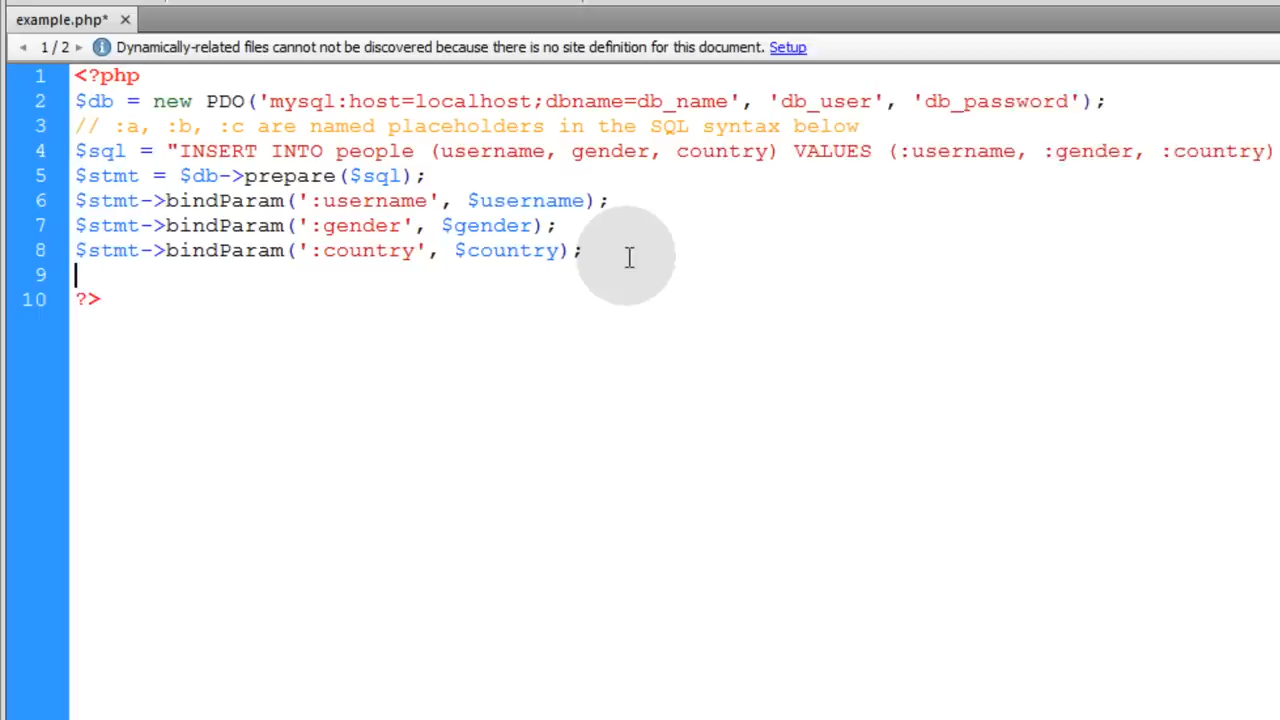 example.php* ×
1 / 2 Dynamically-related files cannot not be discovered because there is no site definition for this document. Setup
1 <?php
2 $db = new PDO('mysql:host=localhost;dbname=db_name', 'db_user', 'db_password');
3 // :a, :b, :c are named placeholders in the SQL syntax below
4 $sql = "INSERT INTO people (username, gender, country) VALUES (:username, :gender, :country)
5 $stmt = $db->prepare($sql);
6 $stmt->bindParam(':username', $username);
7 $stmt->bindParam(':gender', $gender);
8 $stmt->bindParam(':country', $country);
9
10 ?>